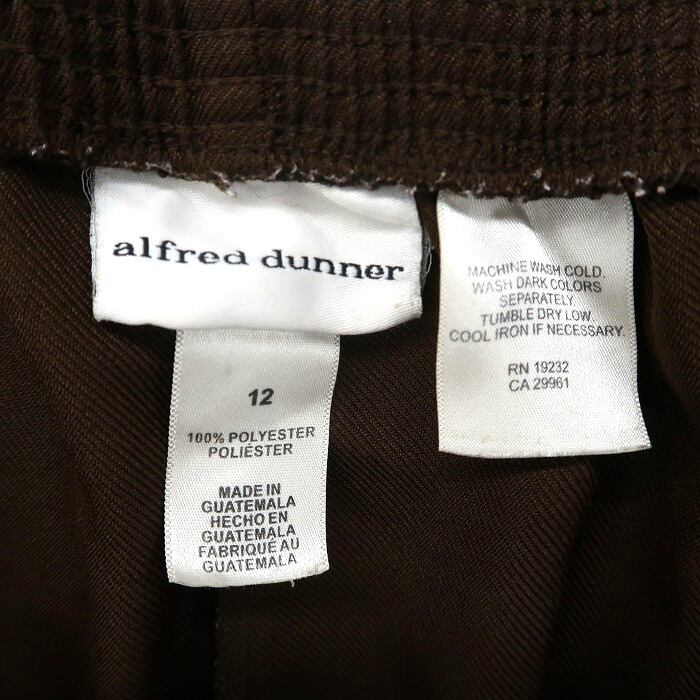 alfred dunner
12
100% POLYESTER
POLIÉSTER
MADE IN
GUATEMALA
HECHO EN
GUATEMALA
FABRIQUE AU
GUATEMALA
MACHINE WASH COLD.
WASH DARK COLORS
SEPARATELY.
TUMBLE DRY LOW.
COOL IRON IF NECESSARY.
RN 19232
CA 29961